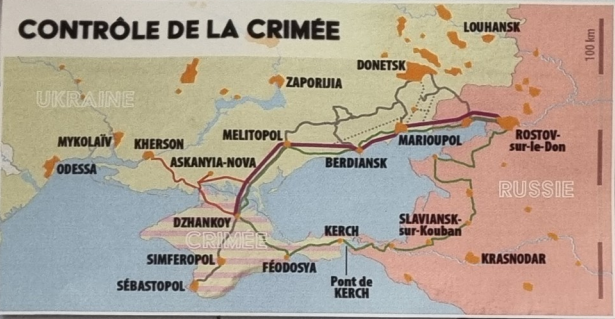 CONTRÔLE DE LA CRIMÉE
LOUHANSK
100 km
DONETSK
ZAPORIJIA
UKRAINE
MYKOLAÏV
KHERSON
MELITOPOL
MARIOUPOL
ROSTOV-
sur-le-Don
ODESSA
ASKANYA-NOVA
BERDIANSK
RUSSIE
DZHANKOY
CRIMÉE
KERCH
SLAVIANSK-
sur-Kouban
SIMFEROPOL
FÉODOSYA
KRASNODAR
SÉBASTOPOL
Pont de
KERCH